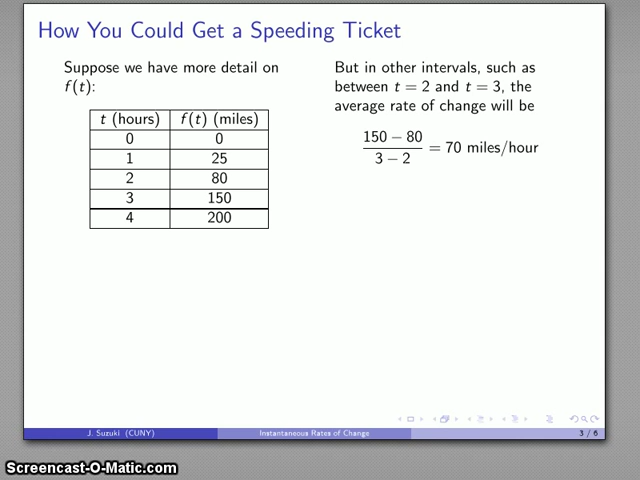 How You Could Get a Speeding Ticket
Suppose we have more detail on
f(t):
t (hours) f(t) (miles)
0 0
1 25
2 80
3 150
4 200
But in other intervals, such as
between t = 2 and t = 3, the
average rate of change will be
150 − 80
3 − 2
= 70 miles/hour
J. Suzuki (CUNY) Instantaneous Rates of Change 3 / 6
Screencast-O-Matic.com